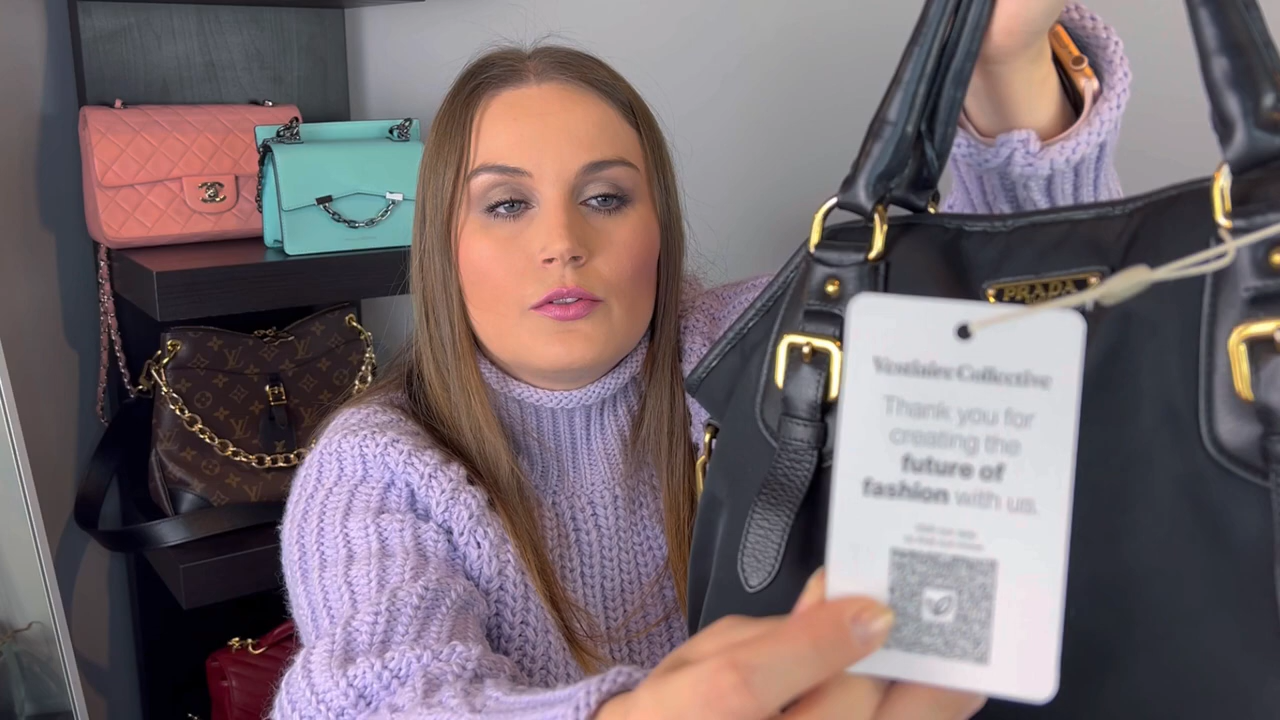 PRADA
Vestiaire Collective
Thank you for
creating the
future of
fashion with us.